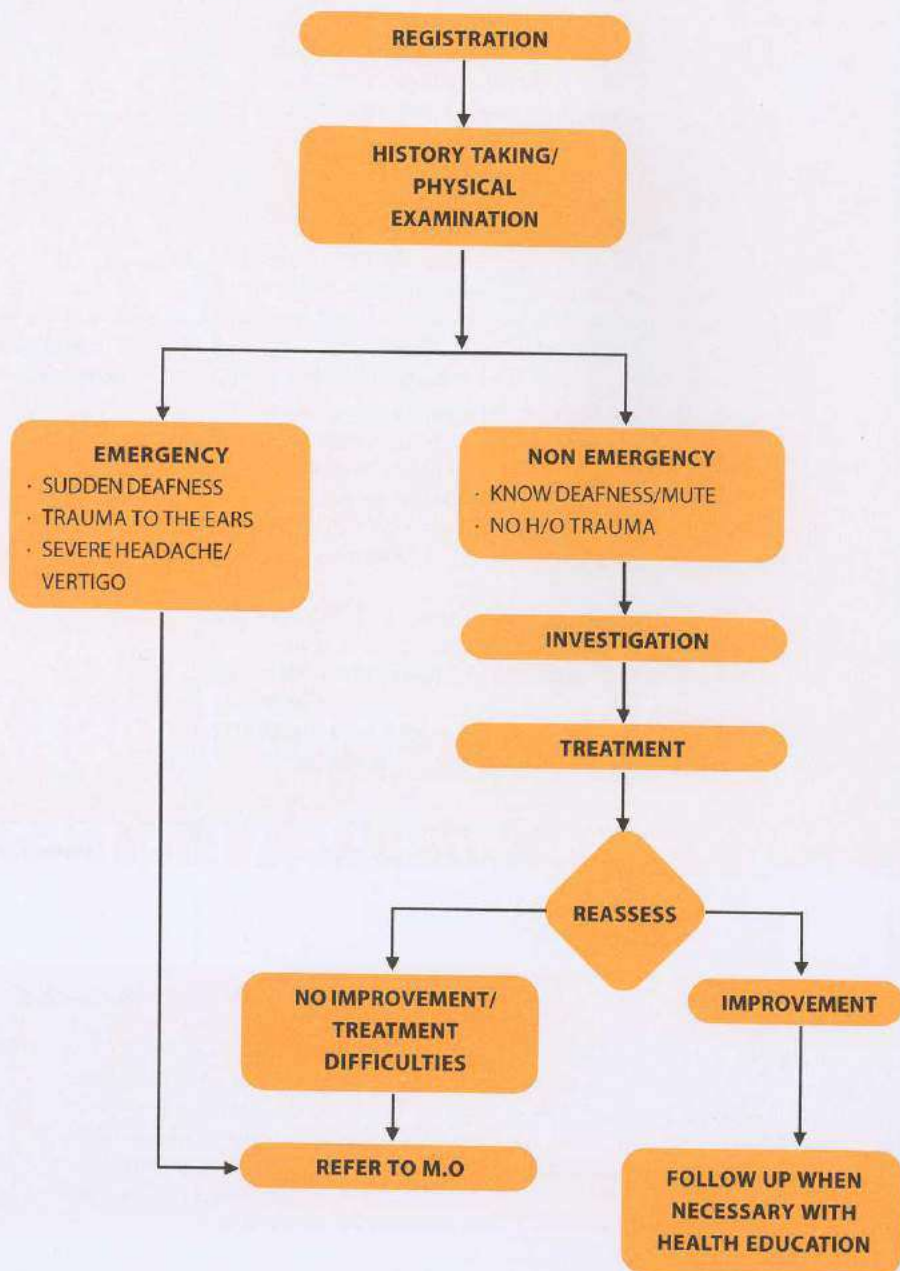 REGISTRATION
HISTORY TAKING/
PHYSICAL
EXAMINATION
EMERGENCY
· SUDDEN DEAFNESS
· TRAUMA TO THE EARS
· SEVERE HEADACHE/
VERTIGO
NON EMERGENCY
· KNOW DEAFNESS/MUTE
· NO H/O TRAUMA
INVESTIGATION
TREATMENT
REASSESS
NO IMPROVEMENT/
TREATMENT
DIFFICULTIES
IMPROVEMENT
REFER TO M.O
FOLLOW UP WHEN
NECESSARY WITH
HEALTH EDUCATION